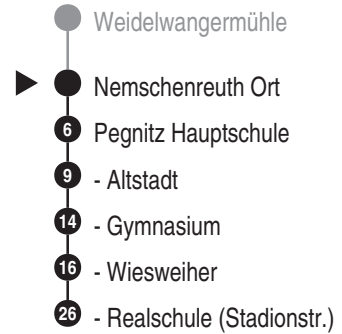 Weidelwangermühle
Nemschenreuth Ort
6 Pegnitz Hauptschule
9 - Altstadt
14 - Gymnasium
16 - Wiesweiher
26 - Realschule (Stadionstr.)